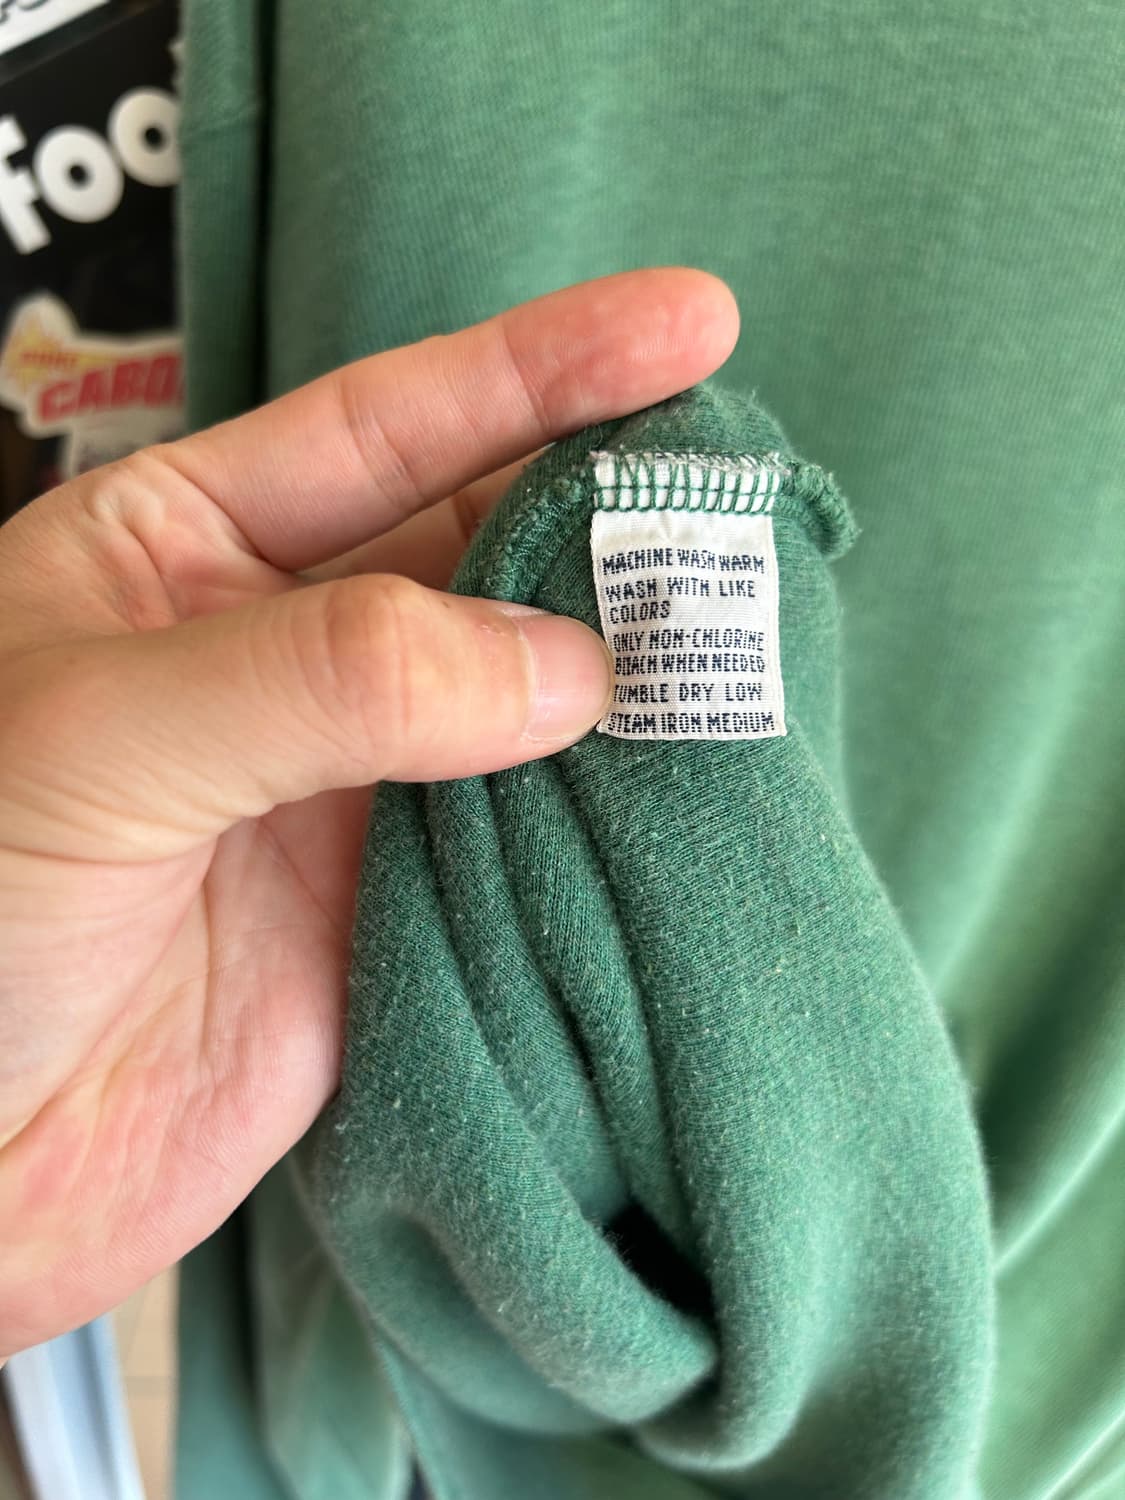 Foo
CABO
MACHINE WASH WARM
WASH WITH LIKE
COLORS
ONLY NON-CHLORINE
BLEACH WHEN NEEDED
TUMBLE DRY LOW
STEAM IRON MEDIUM